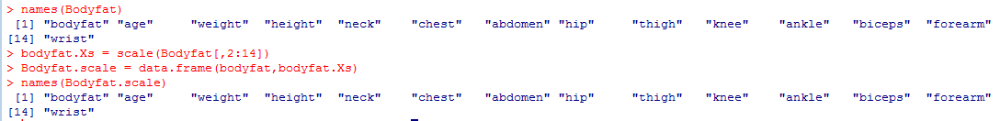 > names(Bodyfat)
 [1] "bodyfat" "age"     "weight"  "height"  "neck"    "chest"   "abdomen" "hip"     "thigh"   "knee"    "ankle"   "biceps"  "forearm"
[14] "wrist"
> bodyfat.Xs = scale(Bodyfat[,2:14])
> Bodyfat.scale = data.frame(bodyfat,bodyfat.Xs)
> names(Bodyfat.scale)
 [1] "bodyfat" "age"     "weight"  "height"  "neck"    "chest"   "abdomen" "hip"     "thigh"   "knee"    "ankle"   "biceps"  "forearm"
[14] "wrist"